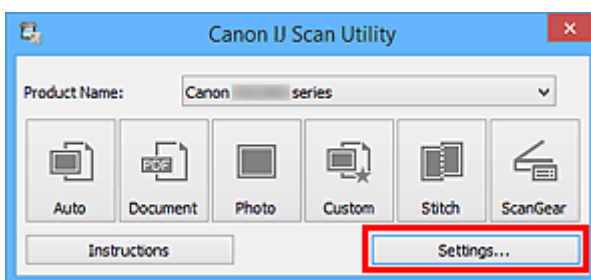 Canon IJ Scan Utility
Product Name: Canon series
PDF
Auto Document Photo Custom Stitch ScanGear
Instructions Settings...